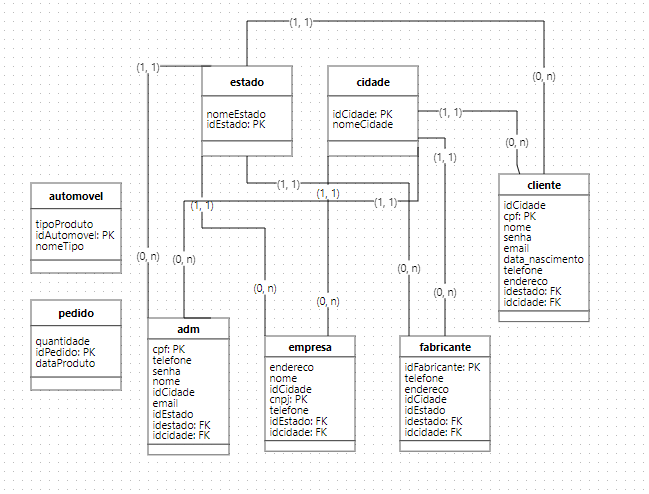 (1, 1)
(1, 1)
(0, n)
estado
nomeEstado
idEstado: PK
cidade
idCidade: PK
nomeCidade
(1, 1)
(0, n)
(1, 1)
(1, 1)
(1, 1)
(1, 1)
(1, 1)
automovel
tipoProduto
idAutomovel: PK
nomeTipo
cliente
idCidade
cpf: PK
nome
senha
email
data_nascimento
telefone
endereco
idestado: FK
idcidade: FK
(0, n)
(0, n)
(0, n)
(0, n)
(0, n)
(0, n)
pedido
quantidade
idPedido: PK
dataProduto
adm
cpf: PK
telefone
senha
nome
idCidade
email
idEstado
idestado: FK
idcidade: FK
empresa
endereco
nome
idCidade
cnpj: PK
telefone
idEstado: FK
idcidade: FK
fabricante
idFabricante: PK
telefone
endereco
idCidade
idEstado
idestado: FK
idcidade: FK